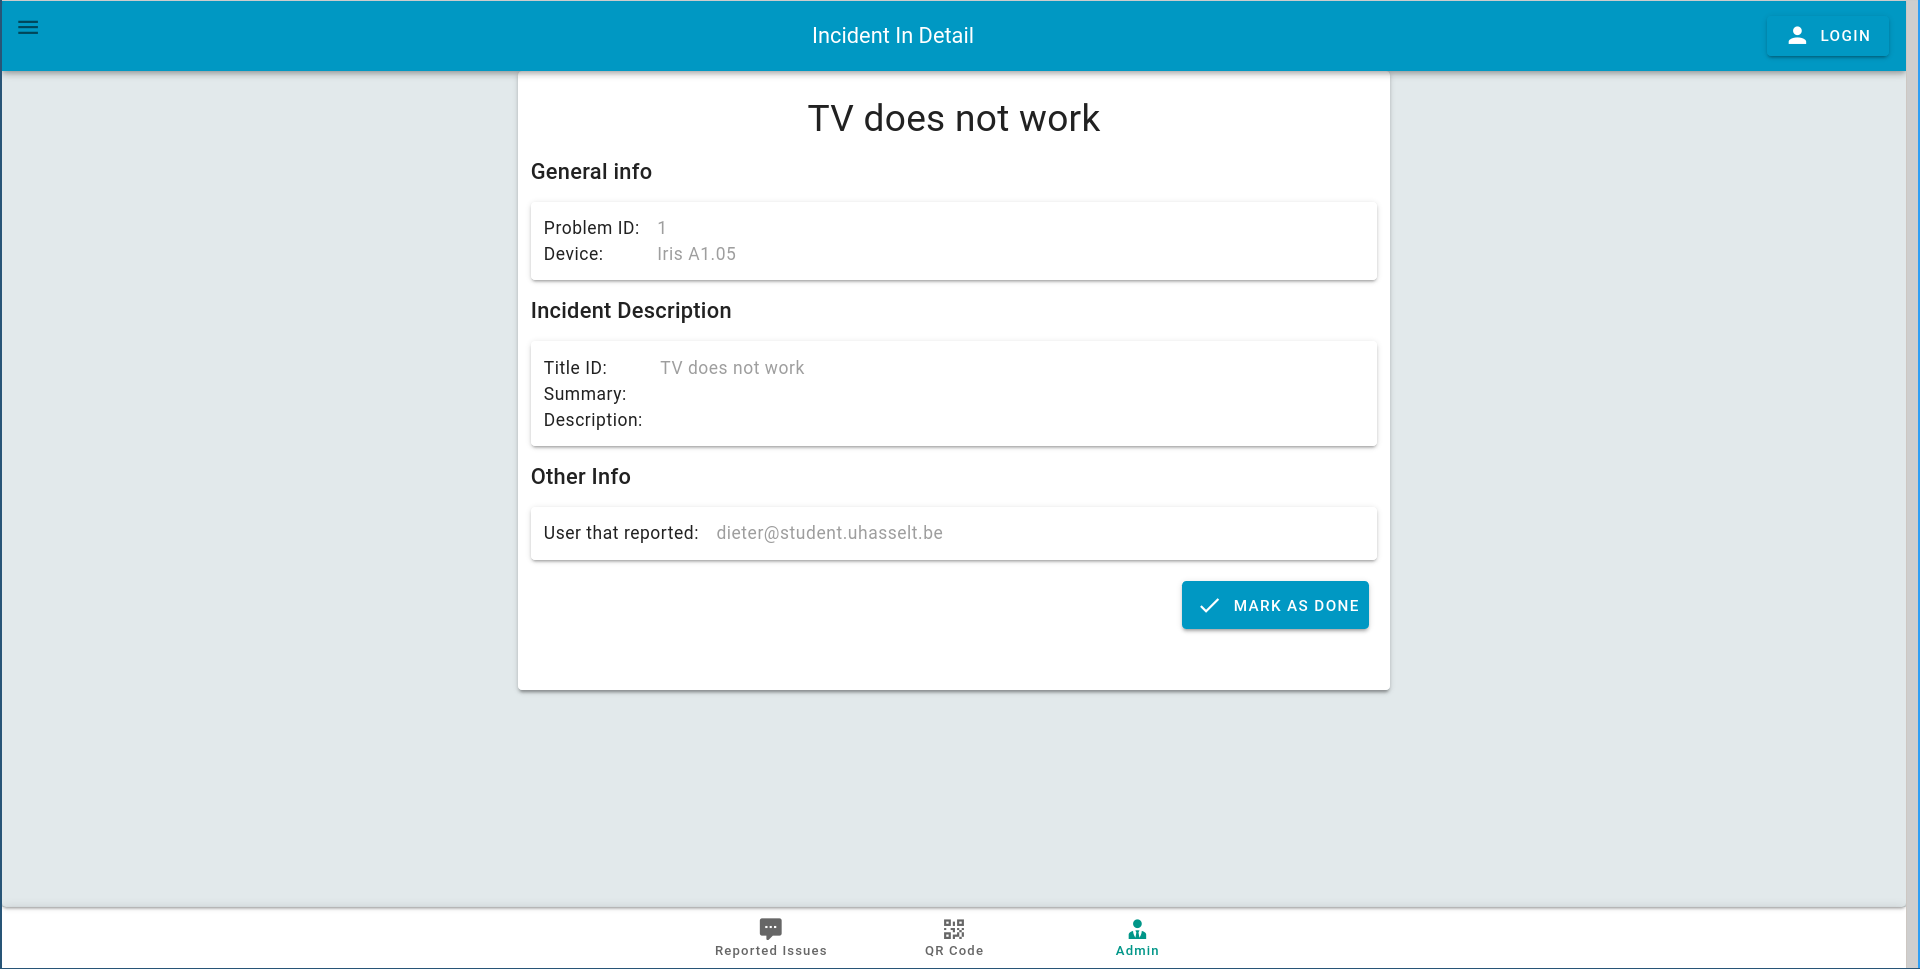 Incident In Detail
LOGIN
TV does not work
General info
Problem ID: 1
Device: Iris A1.05
Incident Description
Title ID: TV does not work
Summary:
Description:
Other Info
User that reported: dieter@student.uhasselt.be
MARK AS DONE
Reported Issues
QR Code
Admin